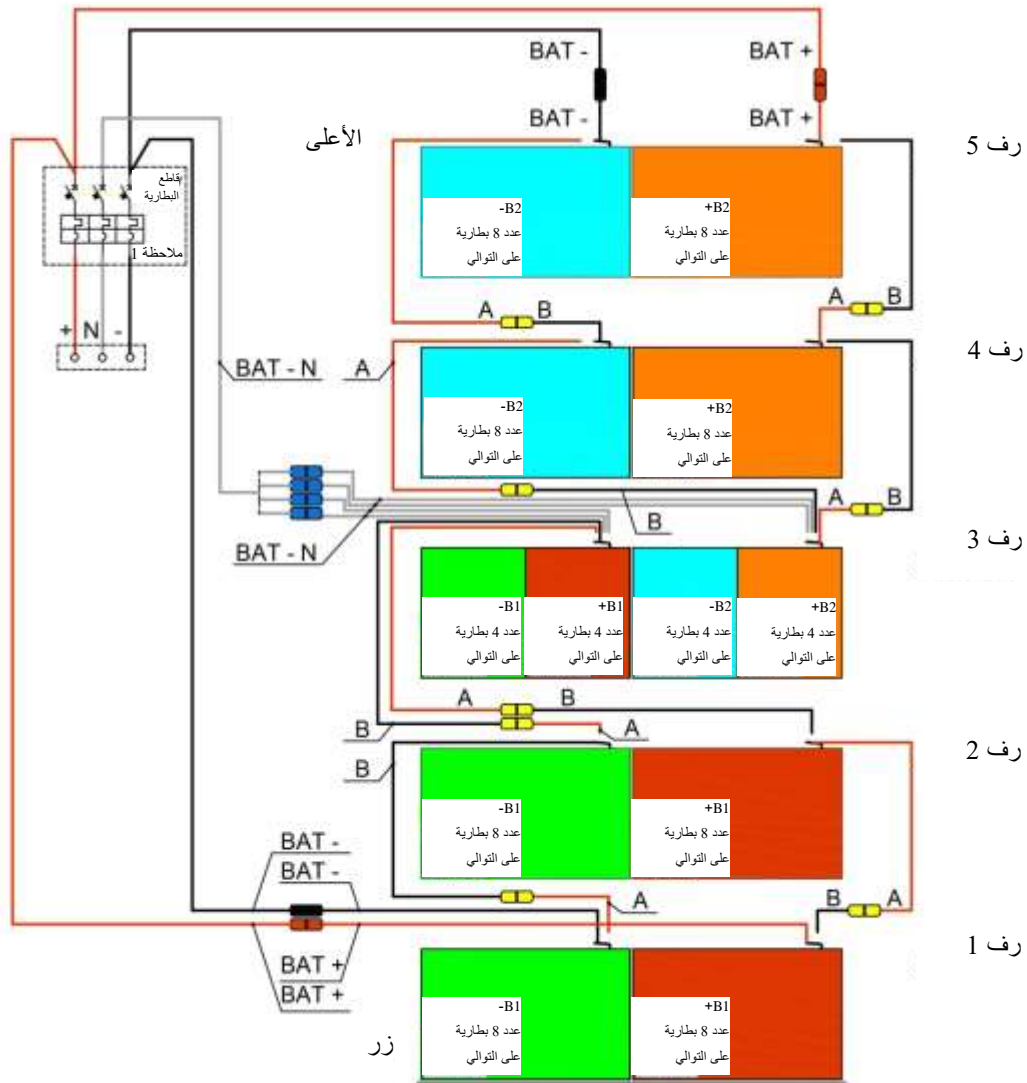 BAT -
BAT +
BAT -
BAT +
الأعلى
رف 5
قاطع
البطارية
ملاحظة 1
-B2
عدد 8 بطارية
على التوالي
+B2
عدد 8 بطارية
على التوالي
A B
A B
+ N -
رف 4
BAT - N
A
-B2
عدد 8 بطارية
على التوالي
+B2
عدد 8 بطارية
على التوالي
B
A B
BAT - N
رف 3
-B1
عدد 4 بطارية
على التوالي
+B1
عدد 4 بطارية
على التوالي
-B2
عدد 4 بطارية
على التوالي
+B2
عدد 4 بطارية
على التوالي
A B
B
A
B
رف 2
-B1
عدد 8 بطارية
على التوالي
+B1
عدد 8 بطارية
على التوالي
BAT -
BAT -
A
B A
BAT +
BAT +
رف 1
-B1
عدد 8 بطارية
على التوالي
+B1
عدد 8 بطارية
على التوالي
زر